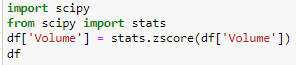 import scipy
from scipy import stats
df['Volume'] = stats.zscore(df['Volume'])
df